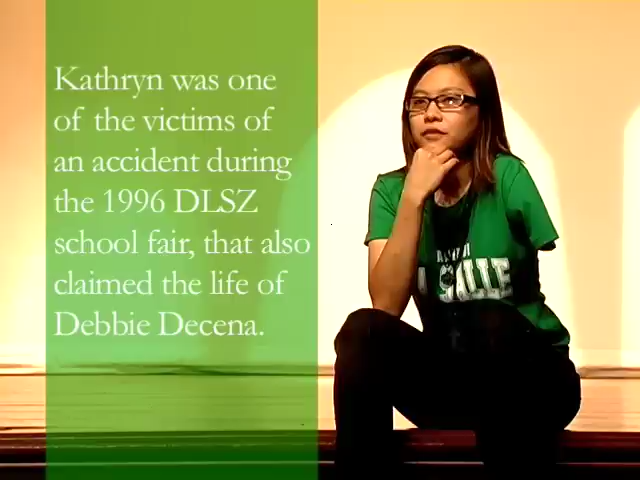 Kathryn was one
of the victims of
an accident during
the 1996 DLSZ
school fair, that also
claimed the life of
Debbie Decena.
SALLE